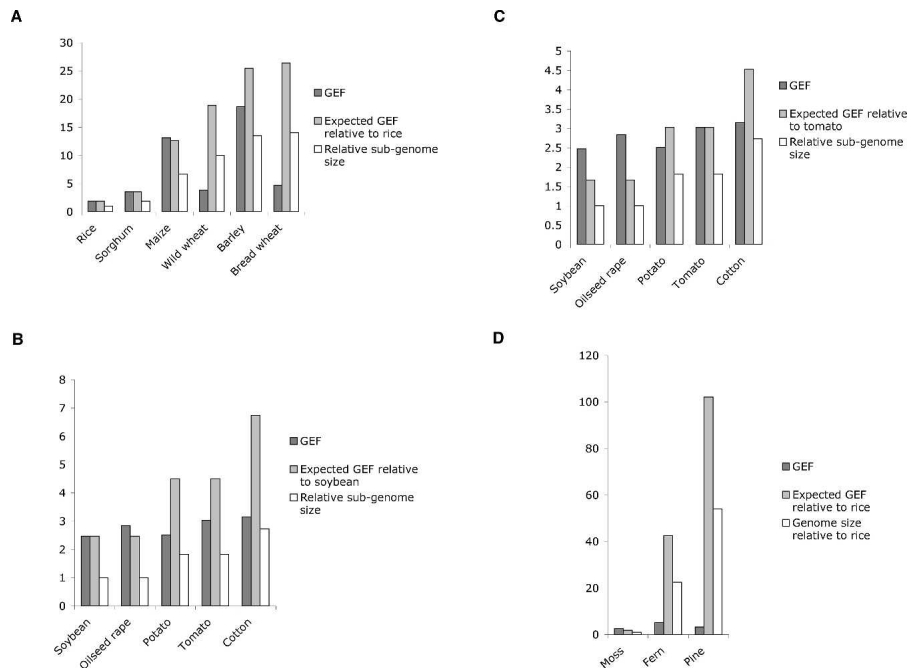 A
30
25
20
15
10
5
0
Rice
Sorghum
Maize
Wild wheat
Barley
Bread wheat
GEF
Expected GEF
relative to rice
Relative sub-genome
size
B
8
7
6
5
4
3
2
1
0
Soybean
Oilseed rape
Potato
Tomato
Cotton
GEF
Expected GEF relative
to soybean
Relative sub-genome
size
C
5
4.5
4
3.5
3
2.5
2
1.5
1
0.5
0
Soybean
Oilseed rape
Potato
Tomato
Cotton
GEF
Expected GEF relative
to tomato
Relative sub-genome
size
D
120
100
80
60
40
20
0
Moss
Fern
Pine
GEF
Expected GEF
relative to rice
Genome size
relative to rice